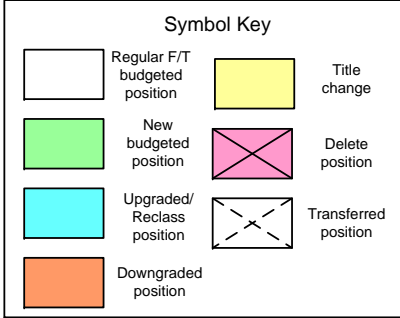 Symbol Key
Regular F/T
budgeted
position
New
budgeted
position
Upgraded/
Reclass
position
Downgraded
position
Title
change
Delete
position
Transferred
position